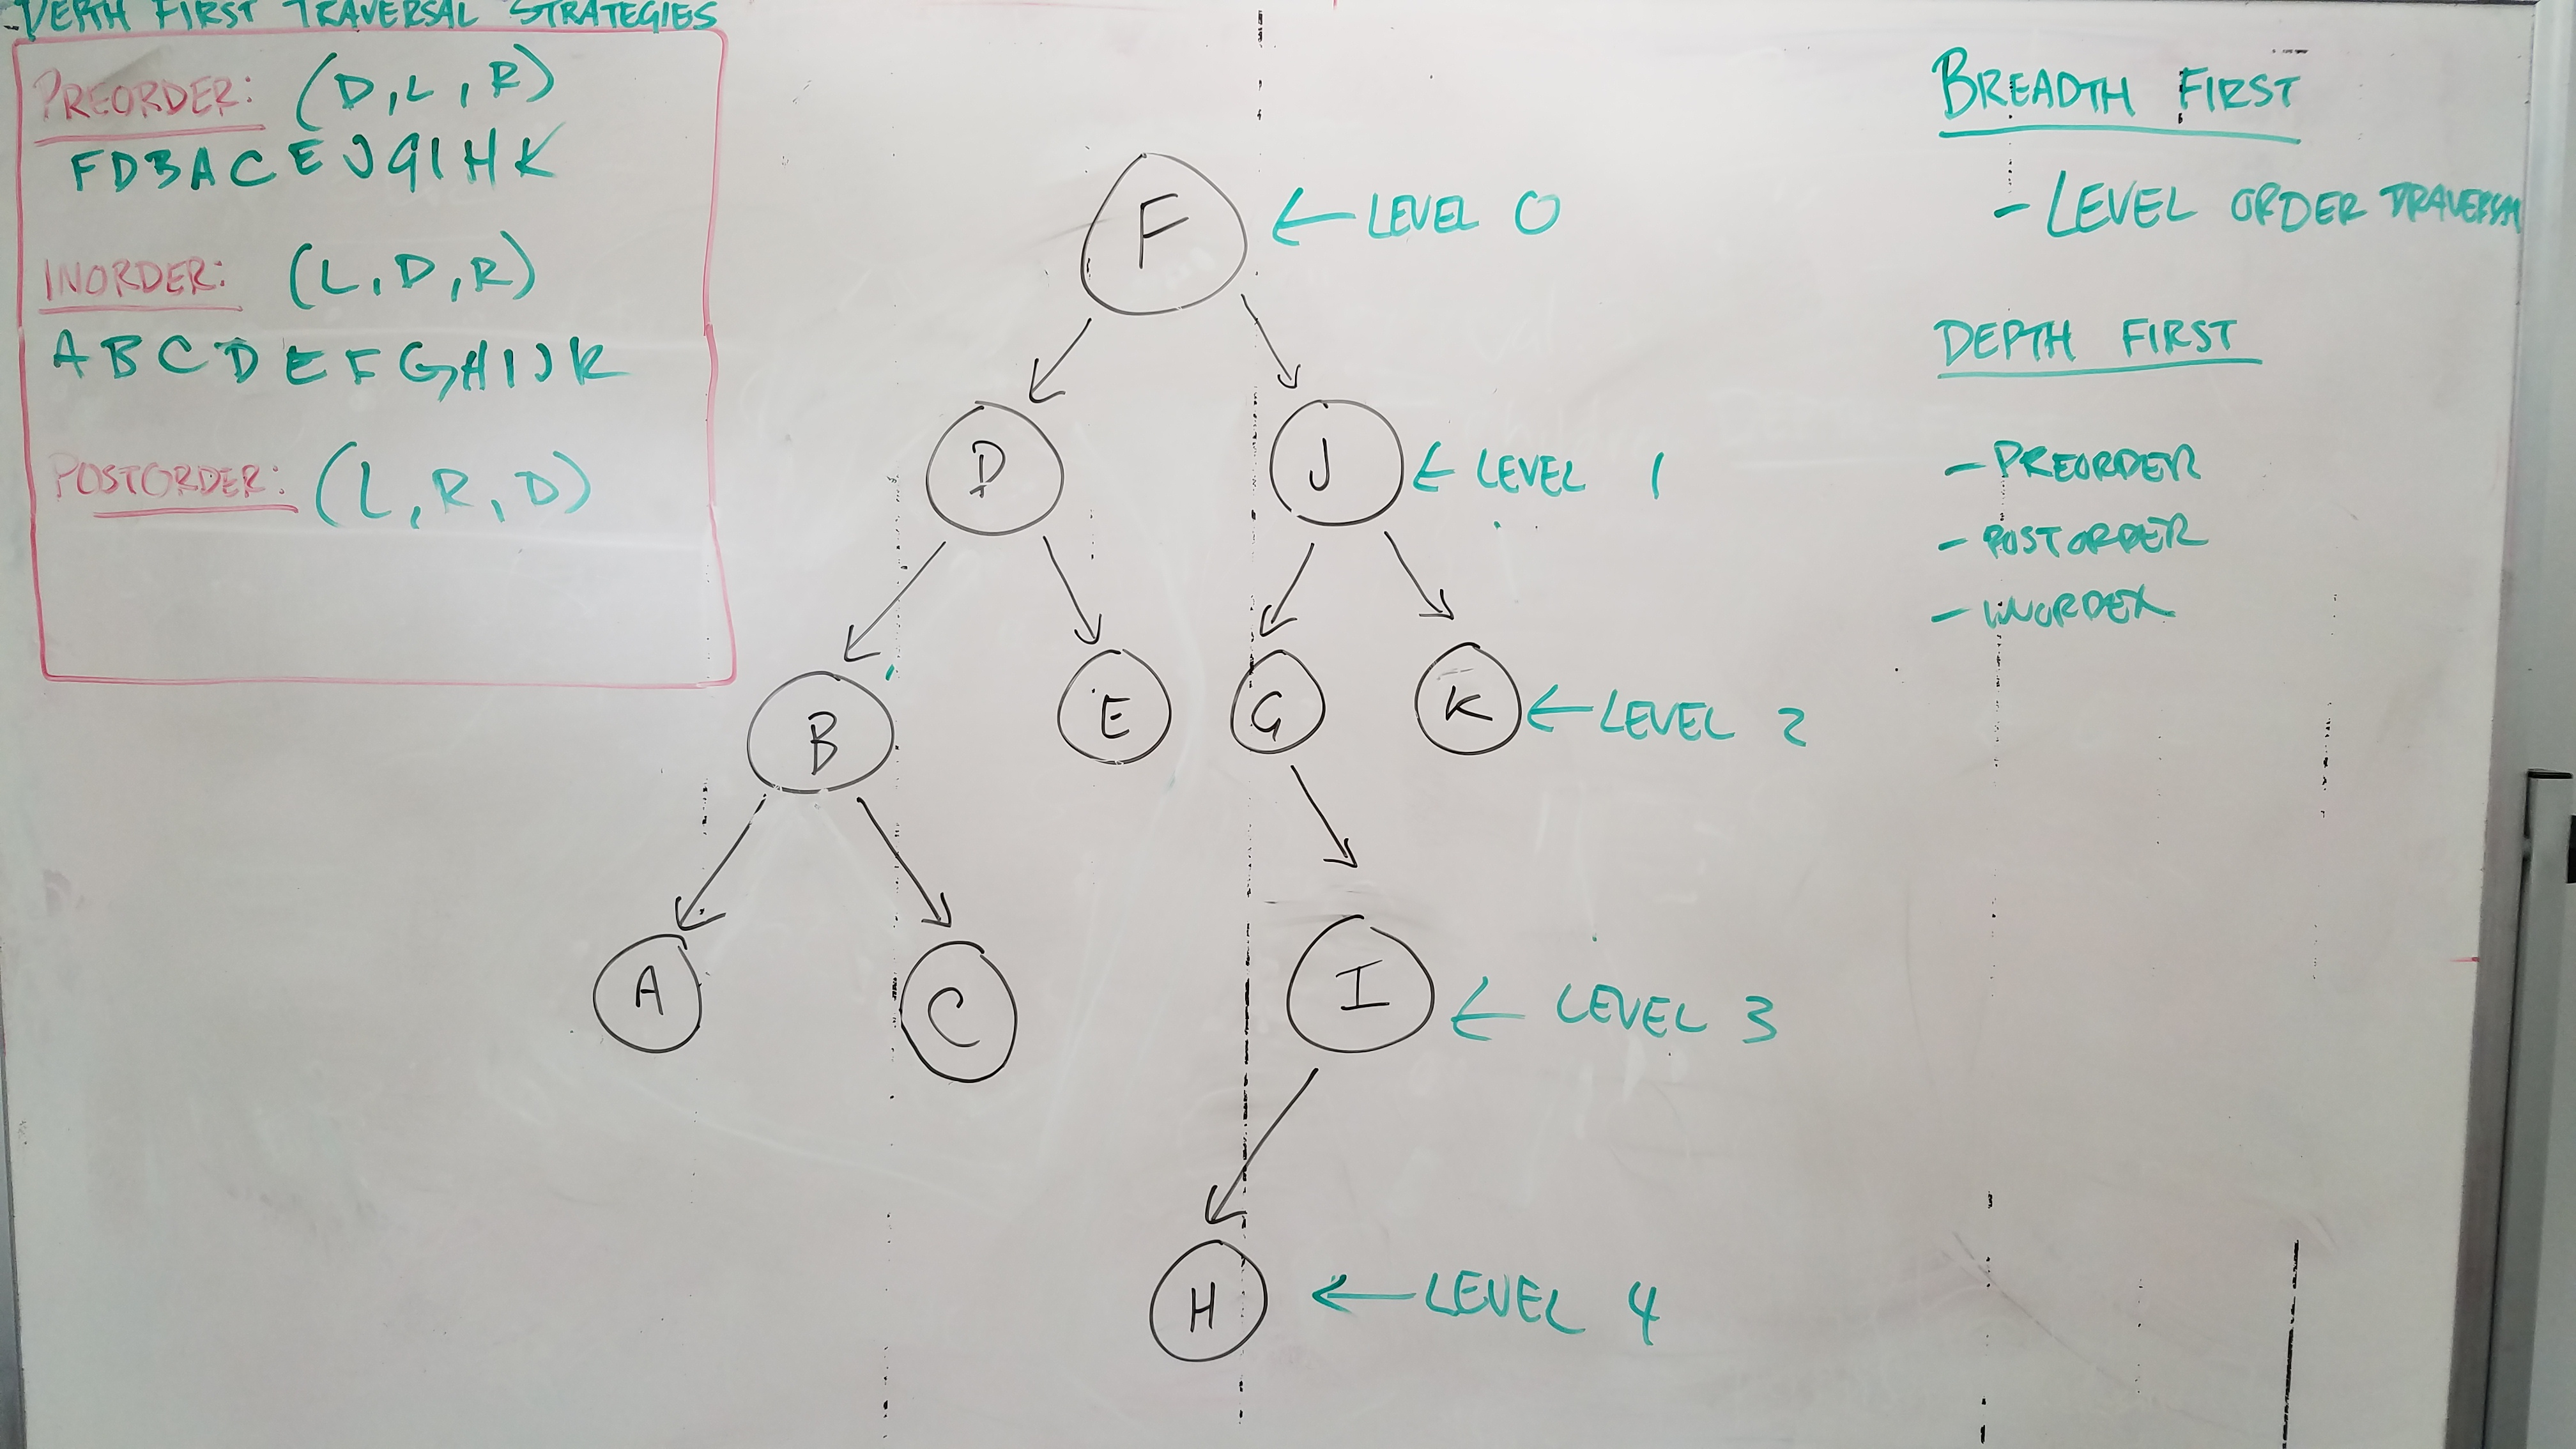 DEPTH FIRST TRAVERSAL STRATEGIES
PREORDER: (D, L, R)
FDBACEJGIHK
INORDER: (L, D, R)
ABCDEFGHIJK
POSTORDER: (L, R, D)
F
← LEVEL 0
D
J
← LEVEL 1
B
E
G
K
← LEVEL 2
A
C
I
← LEVEL 3
H
← LEVEL 4
BREADTH FIRST
- LEVEL ORDER TRAVERSAL
DEPTH FIRST
- PREORDER
- POSTORDER
- INORDER